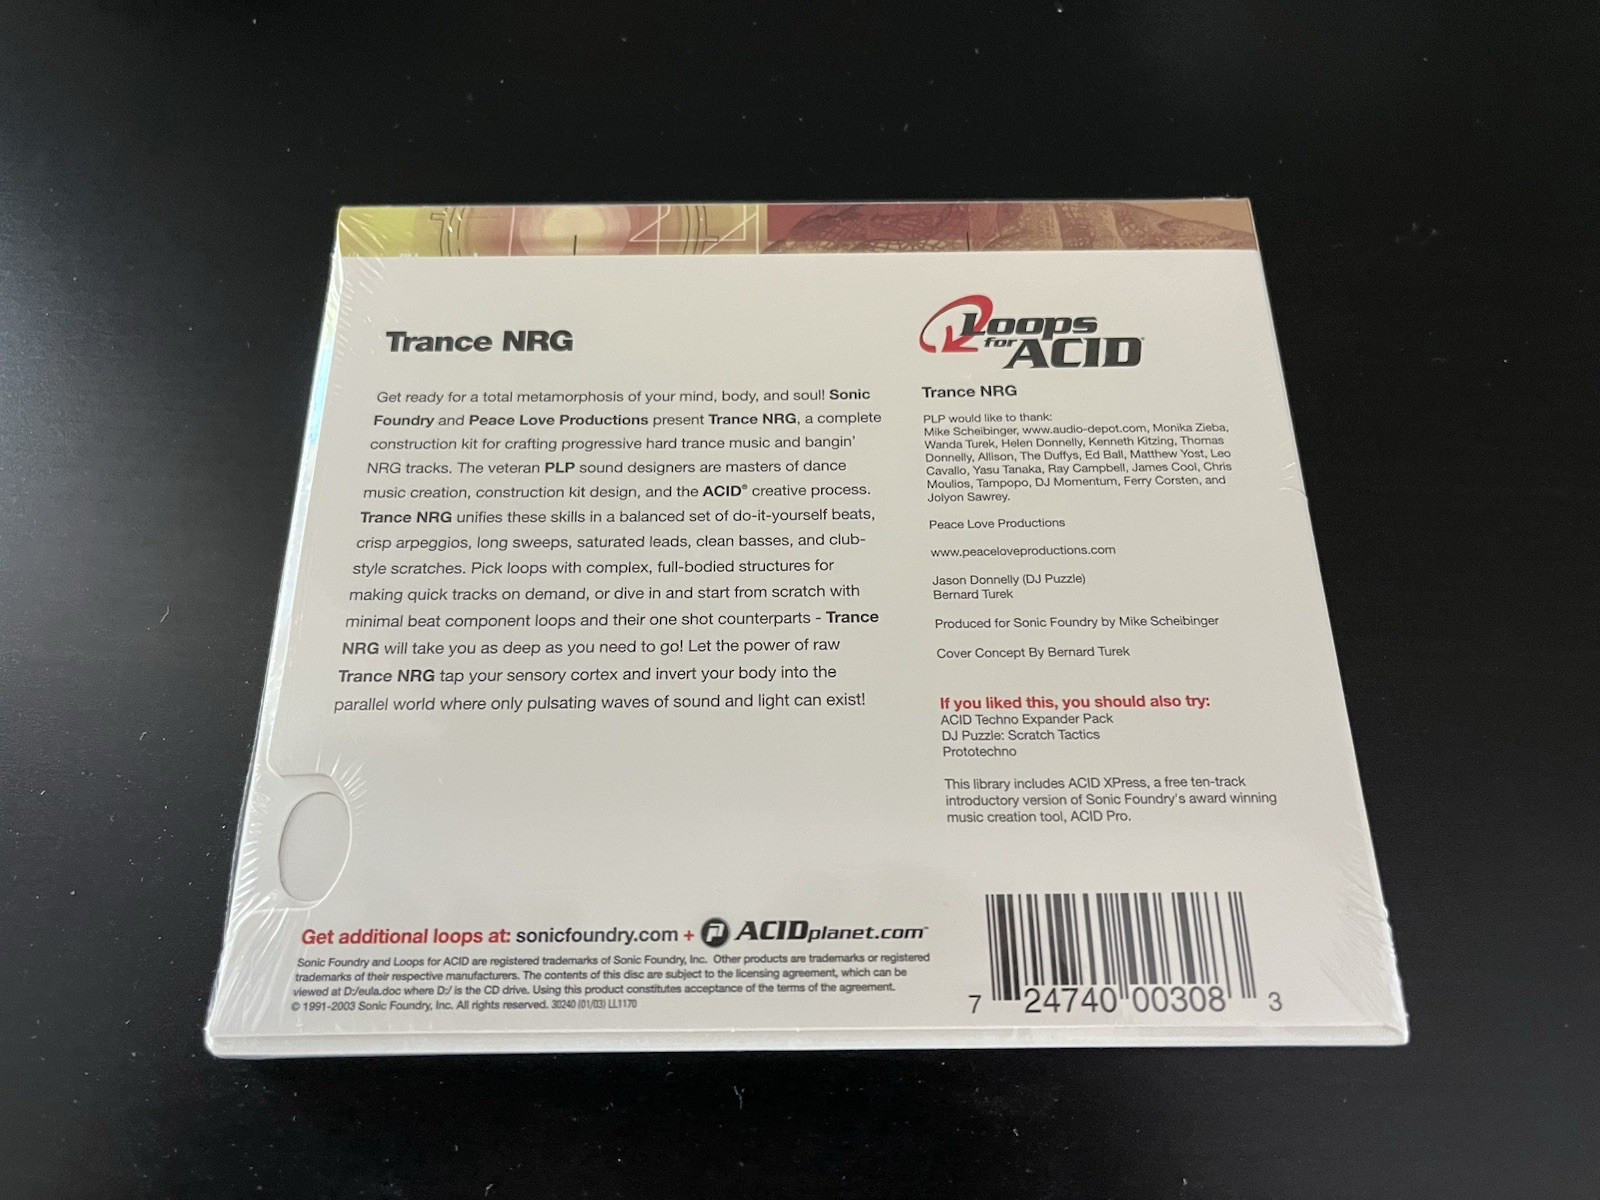 Trance NRG
Get ready for a total metamorphosis of your mind, body, and soul! Sonic
Foundry and Peace Love Productions present Trance NRG, a complete
construction kit for crafting progressive hard trance music and bangin'
NRG tracks. The veteran PLP sound designers are masters of dance
music creation, construction kit design, and the ACID® creative process.
Trance NRG unifies these skills in a balanced set of do-it-yourself beats,
crisp arpeggios, long sweeps, saturated leads, clean basses, and club-
style scratches. Pick loops with complex, full-bodied structures for
making quick tracks on demand, or dive in and start from scratch with
minimal beat component loops and their one shot counterparts - Trance
NRG will take you as deep as you need to go! Let the power of raw
Trance NRG tap your sensory cortex and invert your body into the
parallel world where only pulsating waves of sound and light can exist!
Loops
for ACID
Trance NRG
PLP would like to thank:
Mike Scheibinger, www.audio-depot.com, Monika Zieba,
Wanda Turek, Helen Donnelly, Kenneth Kitzing, Thomas
Donnelly, Allison, The Duffys, Ed Ball, Matthew Yost, Leo
Cavallo, Yasu Tanaka, Ray Campbell, James Cool, Chris
Moulios, Tampopo, DJ Momentum, Ferry Corsten, and
Jolyon Sawrey.
Peace Love Productions
www.peaceloveproductions.com
Jason Donnelly (DJ Puzzle)
Bernard Turek
Produced for Sonic Foundry by Mike Scheibinger
Cover Concept By Bernard Turek
If you liked this, you should also try:
ACID Techno Expander Pack
DJ Puzzle: Scratch Tactics
Prototechno
This library includes ACID XPress, a free ten-track
introductory version of Sonic Foundry's award winning
music creation tool, ACID Pro.
Get additional loops at: sonicfoundry.com + ACIDplanet.com™
Sonic Foundry and Loops for ACID are registered trademarks of Sonic Foundry, Inc. Other products are trademarks or registered
trademarks of their respective manufacturers. The contents of this disc are subject to the licensing agreement, which can be
viewed at D:/eula.doc where D:/ is the CD drive. Using this product constitutes acceptance of the terms of the agreement.
© 1991-2003 Sonic Foundry, Inc. All rights reserved. 30240 (01/03) LL1170
7 24740 00308 3